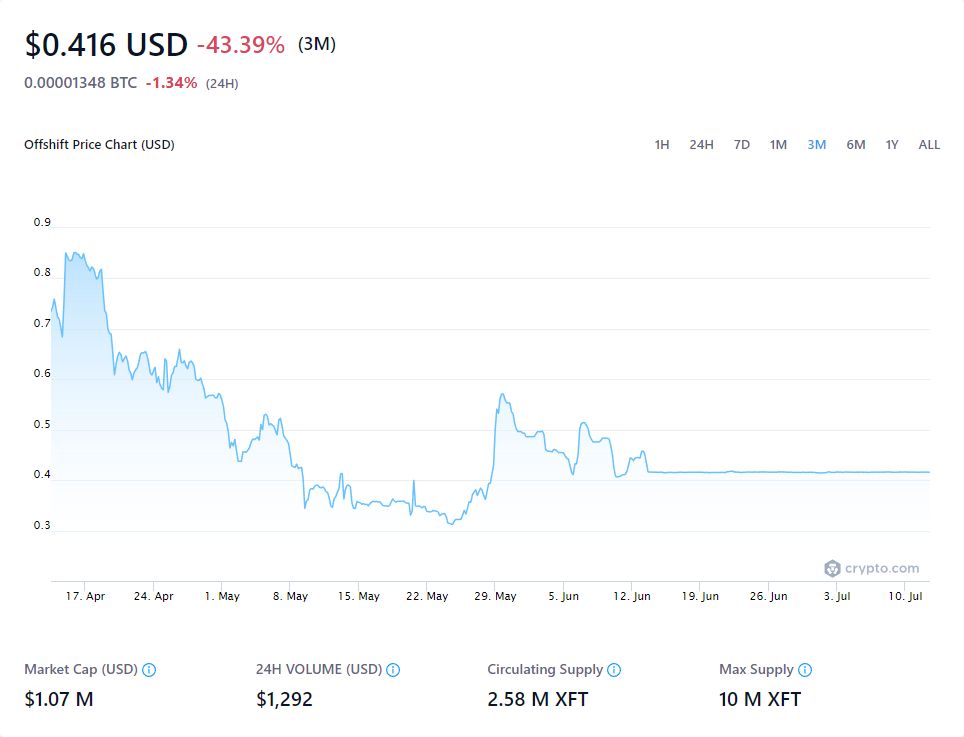 $0.416 USD -43.39% (3M)
0.00001348 BTC -1.34% (24H)
Offshift Price Chart (USD) 1H 24H 7D 1M 3M 6M 1Y ALL
0.9
0.8
0.7
0.6
0.5
0.4
0.3
crypto.com
17. Apr 24. Apr 1. May 8. May 15. May 22. May 29. May 5. Jun 12. Jun 19. Jun 26. Jun 3. Jul 10. Jul
Market Cap (USD) 24H VOLUME (USD) Circulating Supply Max Supply
$1.07 M $1,292 2.58 M XFT 10 M XFT